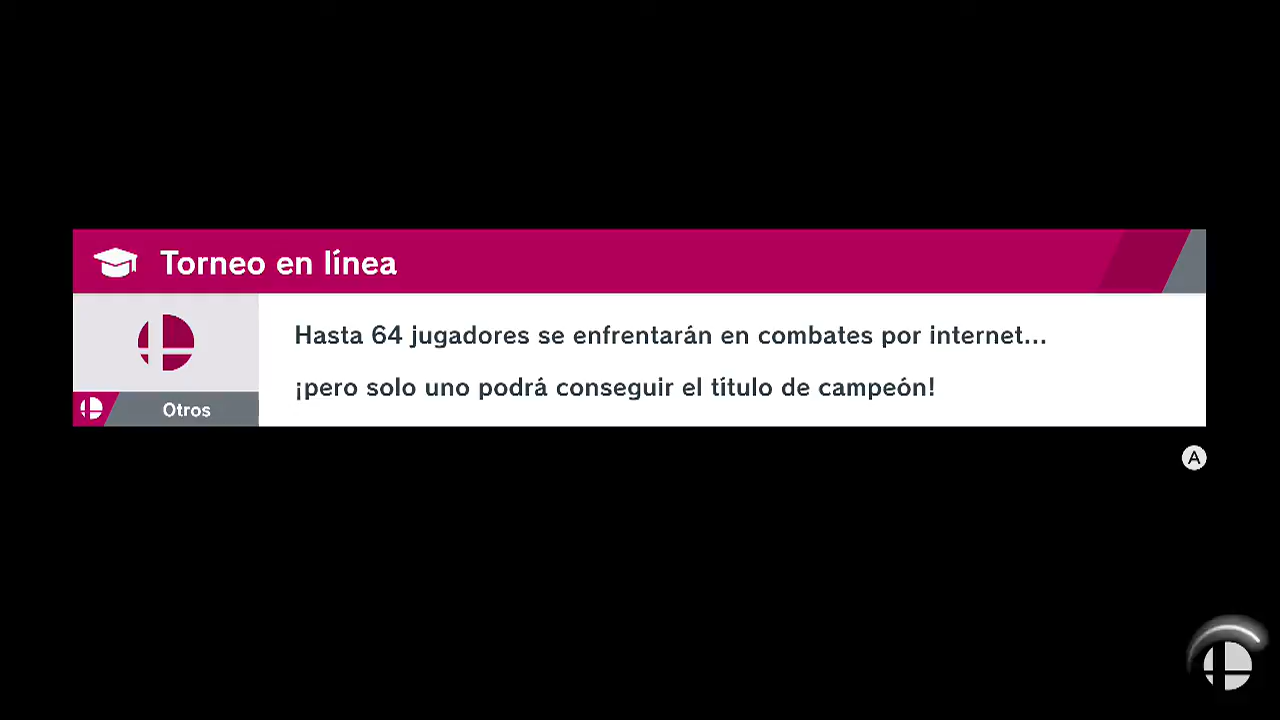 Torneo en línea
Hasta 64 jugadores se enfrentarán en combates por internet...
¡pero solo uno podrá conseguir el título de campeón!
Otros
A